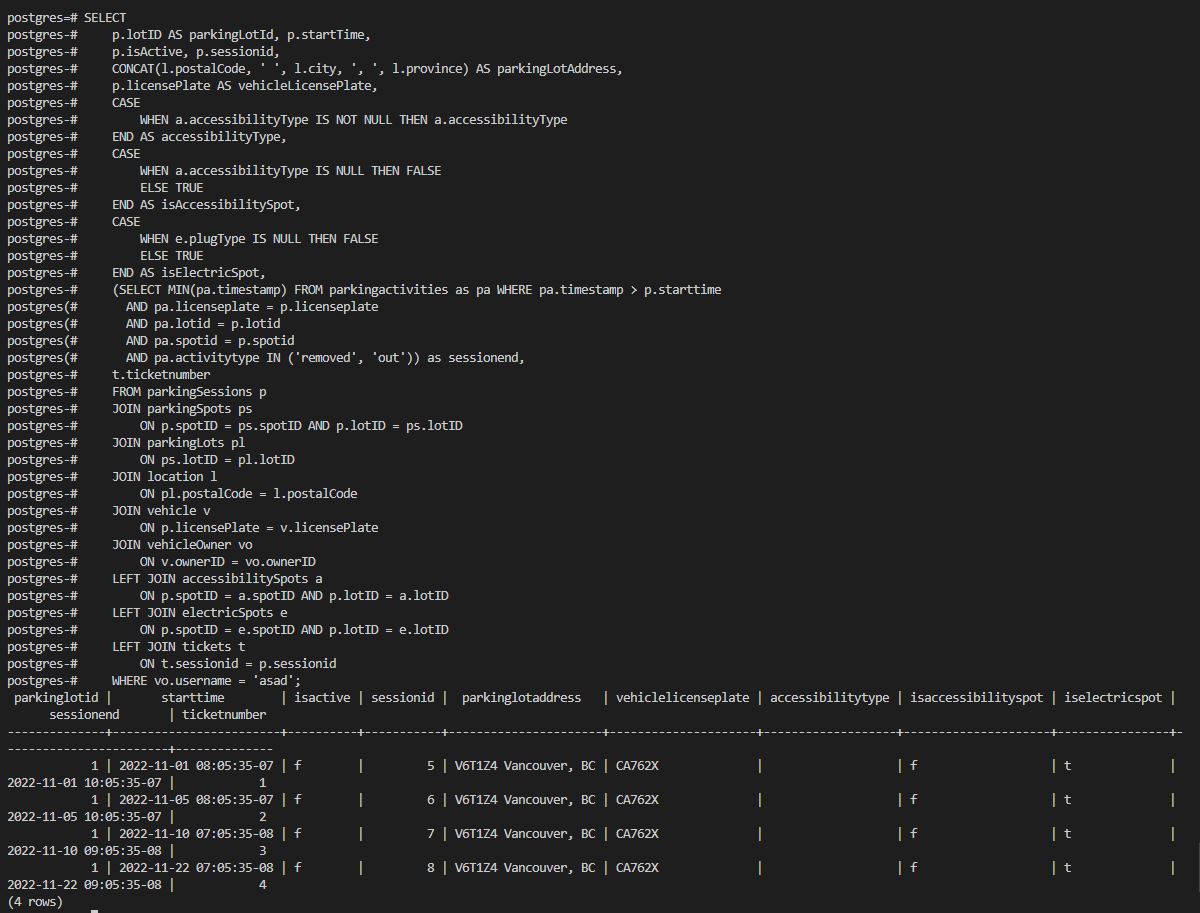 postgres=# SELECT
postgres-#     p.lotID AS parkingLotId, p.startTime,
postgres-#     p.isActive, p.sessionid,
postgres-#     CONCAT(l.postalCode, ' ', l.city, ', ', l.province) AS parkingLotAddress,
postgres-#     p.licensePlate AS vehicleLicensePlate,
postgres-#     CASE
postgres-#         WHEN a.accessibilityType IS NOT NULL THEN a.accessibilityType
postgres-#     END AS accessibilityType,
postgres-#     CASE
postgres-#         WHEN a.accessibilityType IS NULL THEN FALSE
postgres-#         ELSE TRUE
postgres-#     END AS isAccessibilitySpot,
postgres-#     CASE
postgres-#         WHEN e.plugType IS NULL THEN FALSE
postgres-#         ELSE TRUE
postgres-#     END AS isElectricSpot,
postgres-#     (SELECT MIN(pa.timestamp) FROM parkingactivities as pa WHERE pa.timestamp > p.starttime
postgres(#       AND pa.licenseplate = p.licenseplate
postgres(#       AND pa.lotid = p.lotid
postgres(#       AND pa.spotid = p.spotid
postgres(#       AND pa.activitytype IN ('removed', 'out')) as sessionend,
postgres-#     t.ticketnumber
postgres-#     FROM parkingSessions p
postgres-#     JOIN parkingSpots ps
postgres-#         ON p.spotID = ps.spotID AND p.lotID = ps.lotID
postgres-#     JOIN parkingLots pl
postgres-#         ON ps.lotID = pl.lotID
postgres-#     JOIN location l
postgres-#         ON pl.postalCode = l.postalCode
postgres-#     JOIN vehicle v
postgres-#         ON p.licensePlate = v.licensePlate
postgres-#     JOIN vehicleOwner vo
postgres-#         ON v.ownerID = vo.ownerID
postgres-#     LEFT JOIN accessibilitySpots a
postgres-#         ON p.spotID = a.spotID AND p.lotID = a.lotID
postgres-#     LEFT JOIN electricSpots e
postgres-#         ON p.spotID = e.spotID AND p.lotID = e.lotID
postgres-#     LEFT JOIN tickets t
postgres-#         ON t.sessionid = p.sessionid
postgres-#     WHERE vo.username = 'asad';
 parkinglotid |       starttime        | isactive | sessionid |  parkinglotaddress   | vehiclelicenseplate | accessibilitytype | isaccessibilityspot | iselectricspot |
      sessionend       | ticketnumber
--------------+------------------------+----------+-----------+----------------------+---------------------+-------------------+---------------------+----------------+-
-----------------------+--------------
            1 | 2022-11-01 08:05:35-07 | f        |         5 | V6T1Z4 Vancouver, BC | CA762X              |                   | f                   | t              |
2022-11-01 10:05:35-07 |            1
            1 | 2022-11-05 08:05:35-07 | f        |         6 | V6T1Z4 Vancouver, BC | CA762X              |                   | f                   | t              |
2022-11-05 10:05:35-07 |            2
            1 | 2022-11-10 07:05:35-08 | f        |         7 | V6T1Z4 Vancouver, BC | CA762X              |                   | f                   | t              |
2022-11-10 09:05:35-08 |            3
            1 | 2022-11-22 07:05:35-08 | f        |         8 | V6T1Z4 Vancouver, BC | CA762X              |                   | f                   | t              |
2022-11-22 09:05:35-08 |            4
(4 rows)